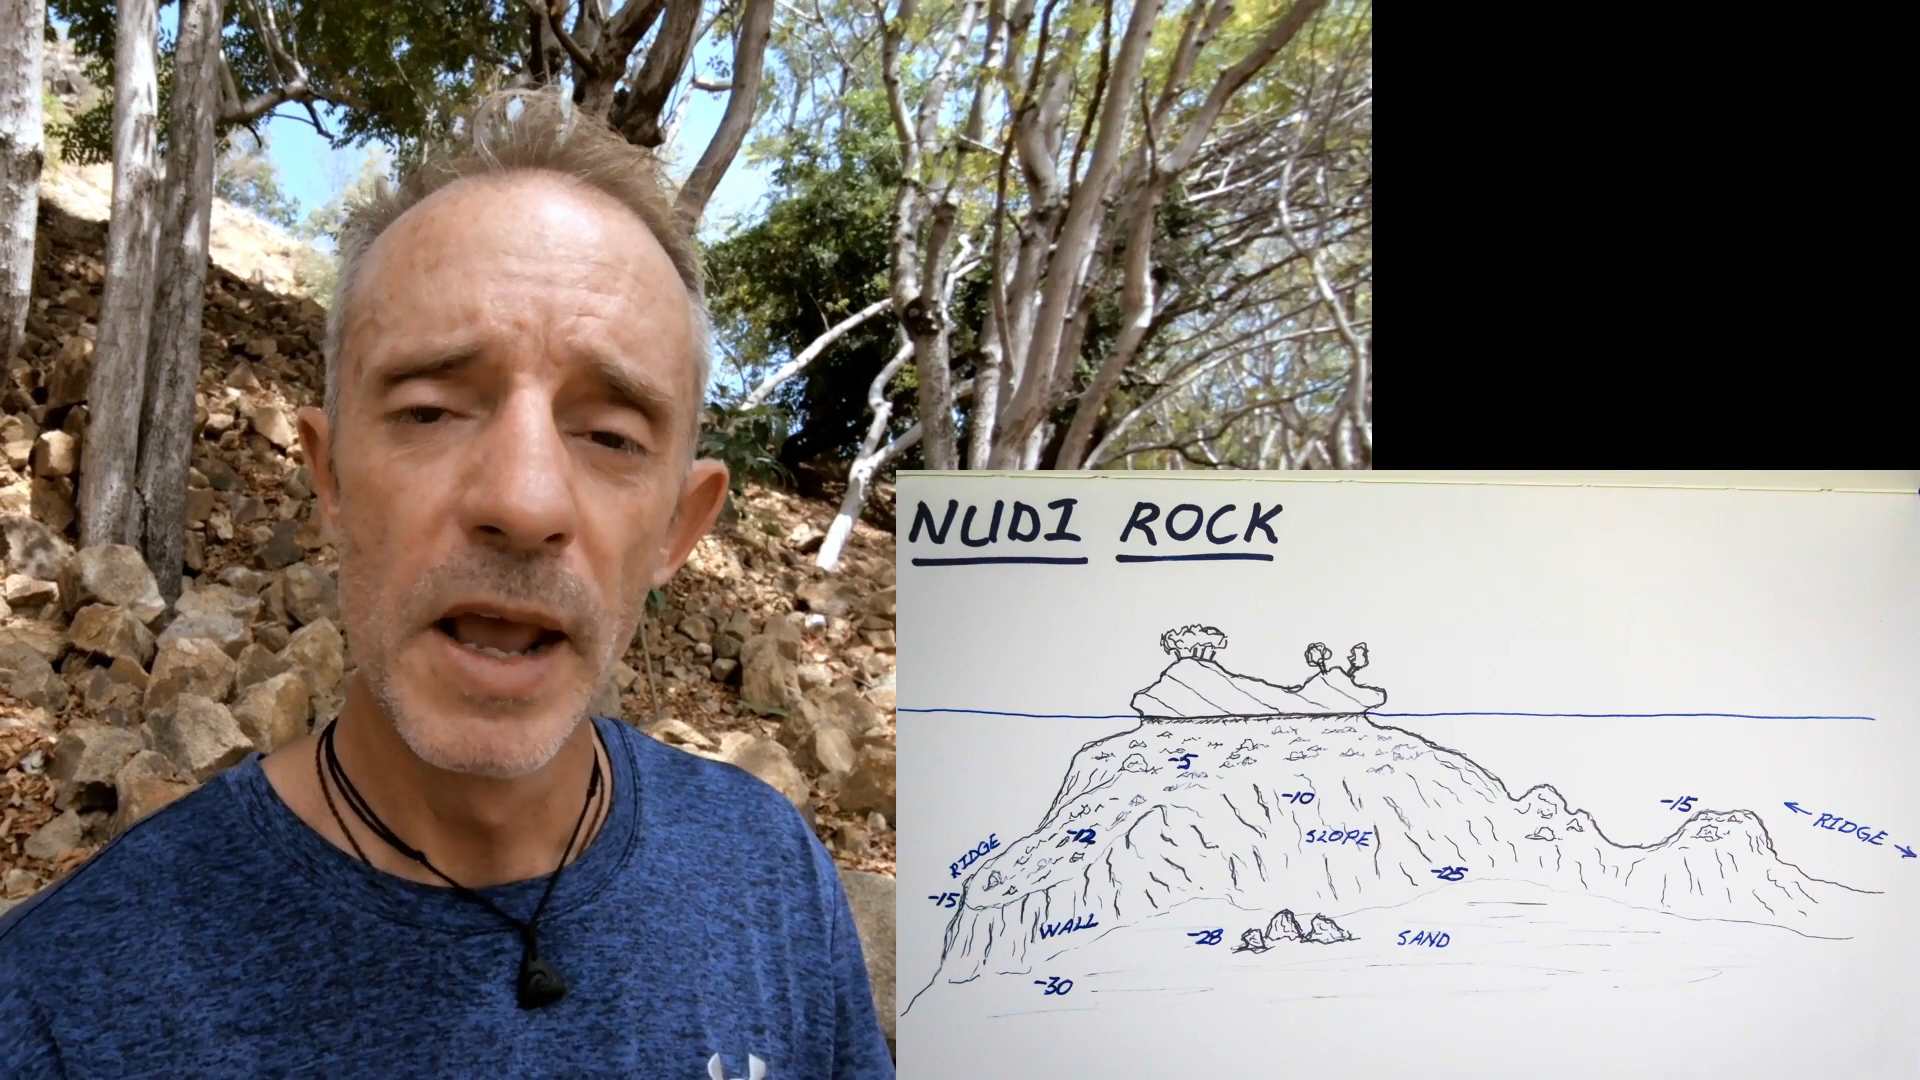 NUDI ROCK
-5
-10
-15
← RIDGE →
RIDGE
-12
SLOPE
-25
-15
WALL
-28
SAND
-30